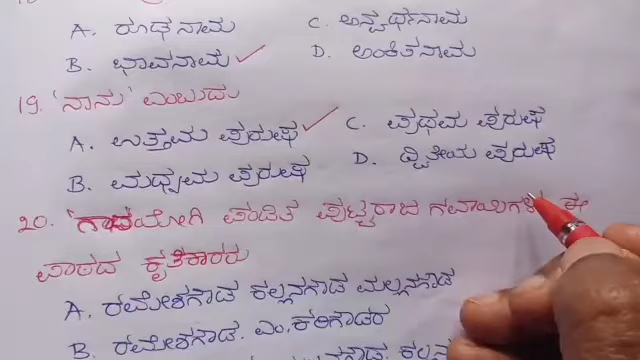 A. ರೂಢನಾಮ C. ಅನ್ವರ್ಥನಾಮ
B. ಭಾವನಾಮ D. ಅಂಕಿತನಾಮ
19. 'ನಾನು' ಎಂಬುದು
A. ಉತ್ತಮ ಪುರುಷ C. ಪ್ರಥಮ ಪುರುಷ
B. ಮಧ್ಯಮ ಪುರುಷ D. ದ್ವಿತೀಯ ಪುರುಷ
20. 'ಗಾನಯೋಗಿ ಪಂಡಿತ ಪುಟ್ಟರಾಜ ಗವಾಯಿಗಳು ಈ
ಪಾಠದ ಕೃತಿಕಾರರು
A. ರಮೇಶಗೌಡ ಕಲ್ಲನಗೌಡ ಮಲ್ಲನಗೌಡ
B. ರಮೇಶಗೌಡ. ಎಂ. ಕರಿಗೌಡರ